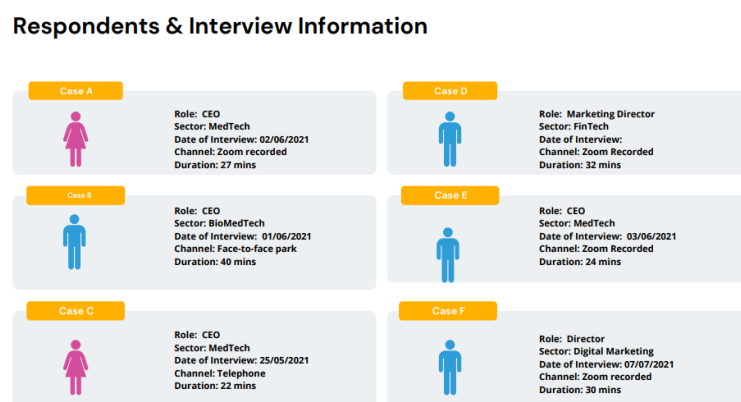 Respondents & Interview Information
Case A
Role: CEO
Sector: MedTech
Date of Interview: 02/06/2021
Channel: Zoom recorded
Duration: 27 mins
Case D
Role: Marketing Director
Sector: FinTech
Date of Interview:
Channel: Zoom Recorded
Duration: 32 mins
Case B
Role: CEO
Sector: BioMedTech
Date of Interview: 01/06/2021
Channel: Face-to-face park
Duration: 40 mins
Case E
Role: CEO
Sector: MedTech
Date of Interview: 03/06/2021
Channel: Zoom Recorded
Duration: 24 mins
Case C
Role: CEO
Sector: MedTech
Date of Interview: 25/05/2021
Channel: Telephone
Duration: 22 mins
Case F
Role: Director
Sector: Digital Marketing
Date of Interview: 07/07/2021
Channel: Zoom recorded
Duration: 30 mins